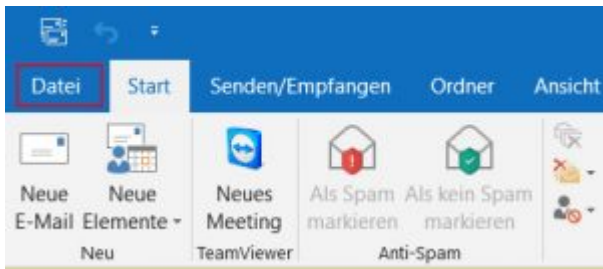 Datei Start Senden/Empfangen Ordner Ansicht
Neue Neue Neues Als Spam Als kein Spam
E-Mail Elemente Meeting markieren markieren
Neu TeamViewer Anti-Spam